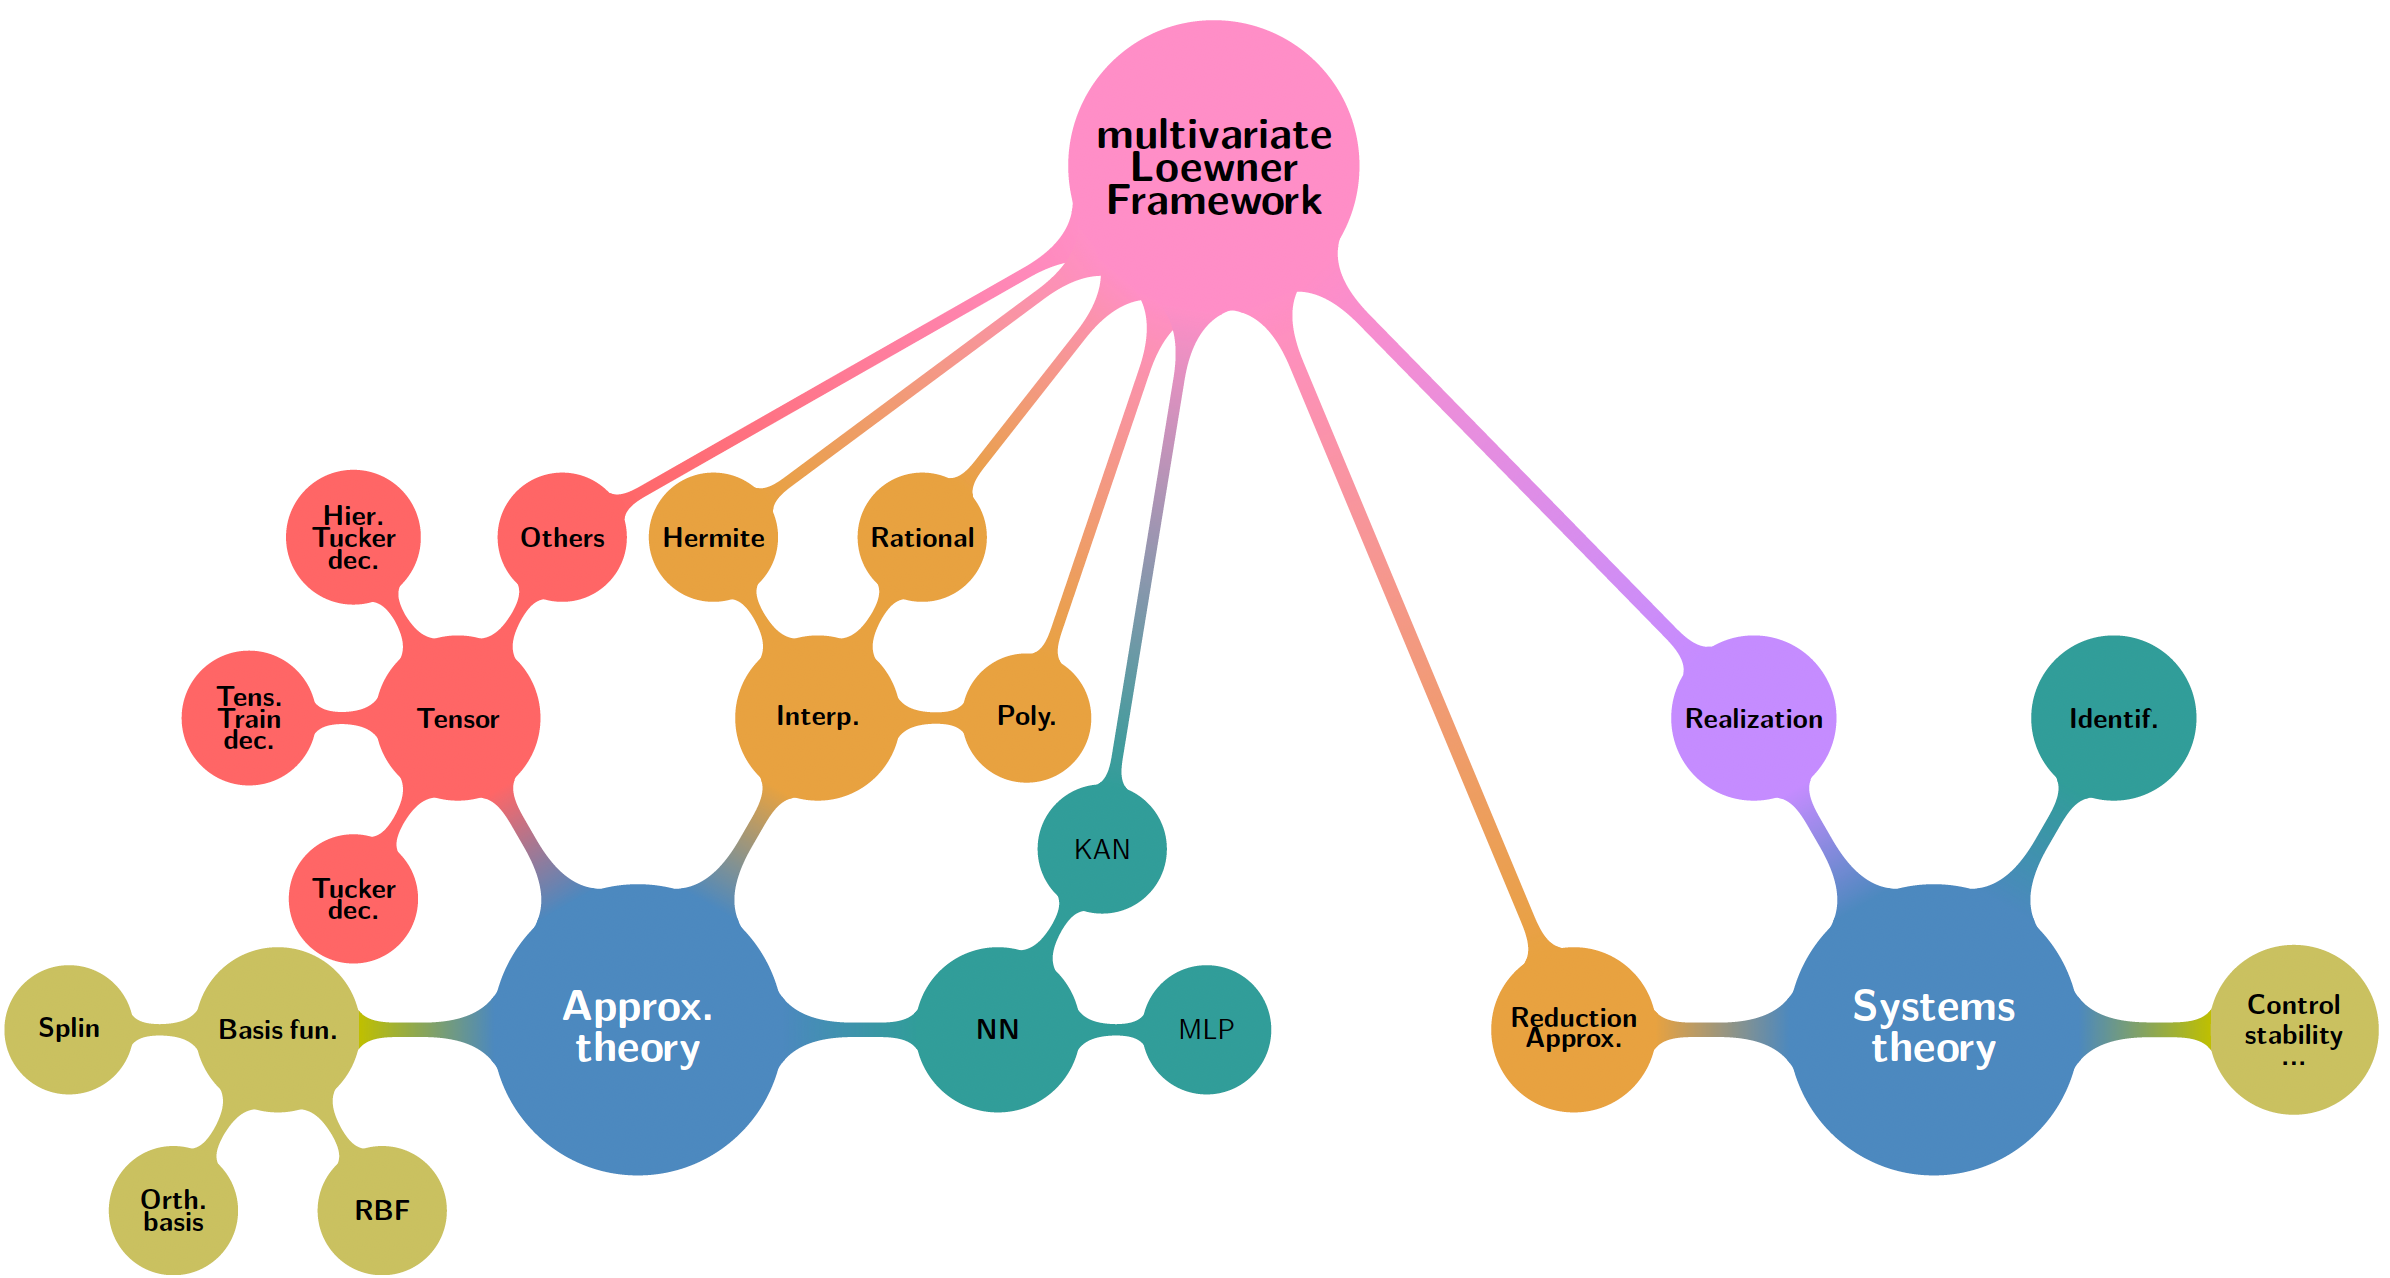 multivariate
Loewner
Framework
Hier.
Tucker
dec.
Others
Hermite
Rational
Tens.
Train
dec.
Tensor
Interp.
Poly.
Realization
Identif.
KAN
Tucker
dec.
Splin
Basis fun.
Approx.
theory
NN
MLP
Reduction
Approx.
Systems
theory
Control
stability
...
Orth.
basis
RBF